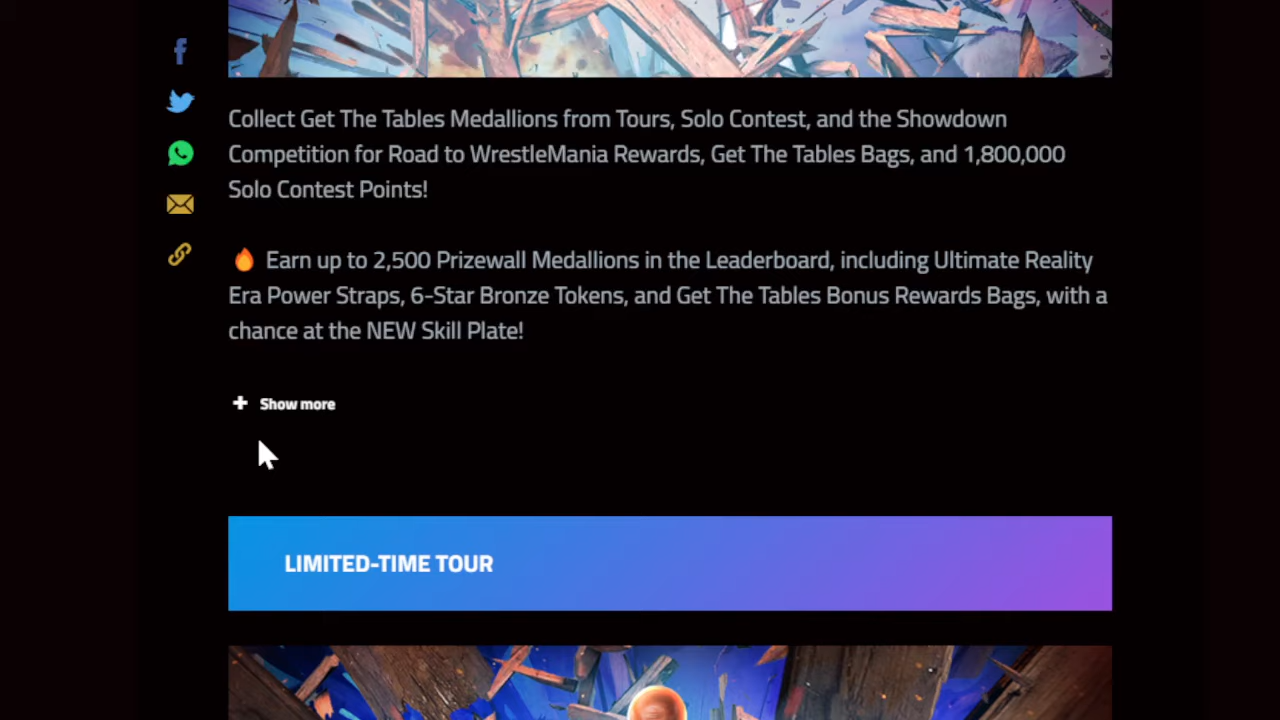 Collect Get The Tables Medallions from Tours, Solo Contest, and the Showdown
Competition for Road to WrestleMania Rewards, Get The Tables Bags, and 1,800,000
Solo Contest Points!
🔥 Earn up to 2,500 Prizewall Medallions in the Leaderboard, including Ultimate Reality
Era Power Straps, 6-Star Bronze Tokens, and Get The Tables Bonus Rewards Bags, with a
chance at the NEW Skill Plate!
Show more
LIMITED-TIME TOUR